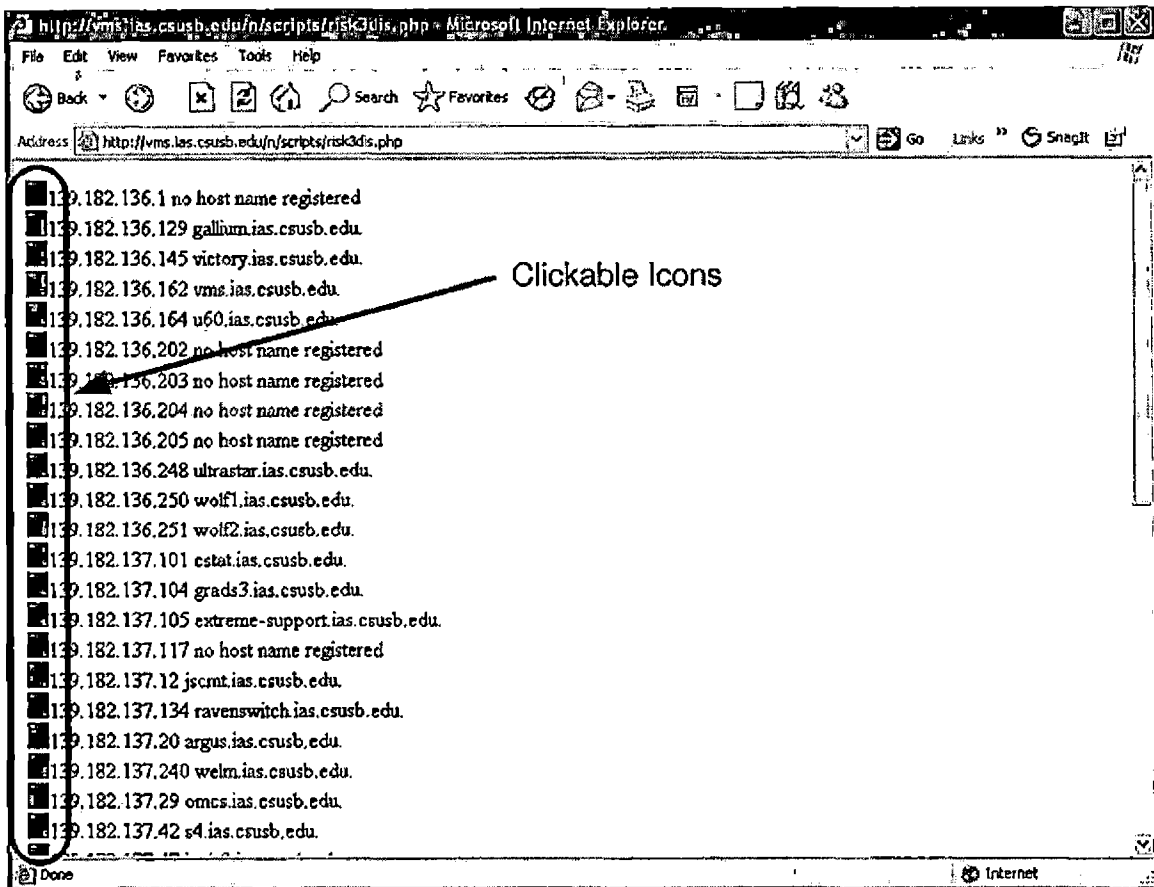 http://vms.ias.csusb.edu/n/scripts/risk3dis.php - Microsoft Internet Explorer
File Edit View Favorites Tools Help
Back Search Favorites
Address http://vms.ias.csusb.edu/n/scripts/risk3dis.php Go Links » SnagIt
139.182.136.1 no host name registered
139.182.136.129 gallium.ias.csusb.edu.
139.182.136.145 victory.ias.csusb.edu.
139.182.136.162 vms.ias.csusb.edu.
Clickable Icons
139.182.136.164 u60.ias.csusb.edu.
139.182.136.202 no host name registered
139.182.136.203 no host name registered
139.182.136.204 no host name registered
139.182.136.205 no host name registered
139.182.136.248 ultrastar.ias.csusb.edu.
139.182.136.250 wolf1.ias.csusb.edu.
139.182.136.251 wolf2.ias.csusb.edu.
139.182.137.101 cstat.ias.csusb.edu.
139.182.137.104 grads3.ias.csusb.edu.
139.182.137.105 extreme-support.ias.csusb.edu.
139.182.137.117 no host name registered
139.182.137.12 jscmt.ias.csusb.edu.
139.182.137.134 ravenswitch.ias.csusb.edu.
139.182.137.20 argus.ias.csusb.edu.
139.182.137.240 welm.ias.csusb.edu.
139.182.137.29 omcs.ias.csusb.edu.
139.182.137.42 s4.ias.csusb.edu.
Done Internet